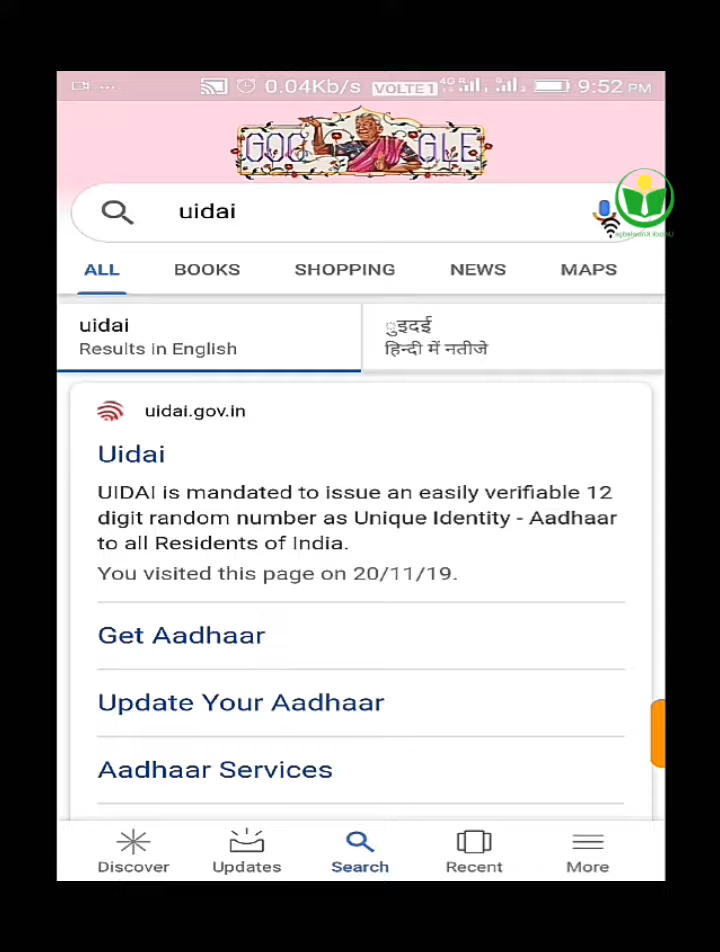 0.04Kb/s VOLTE 1 4G R 9:52 PM
GOOGLE
uidai
ALL BOOKS SHOPPING NEWS MAPS
uidai
Results in English
ुइदई
हिन्दी में नतीजे
uidai.gov.in
Uidai
UIDAI is mandated to issue an easily verifiable 12
digit random number as Unique Identity - Aadhaar
to all Residents of India.
You visited this page on 20/11/19.
Get Aadhaar
Update Your Aadhaar
Aadhaar Services
Discover Updates Search Recent More